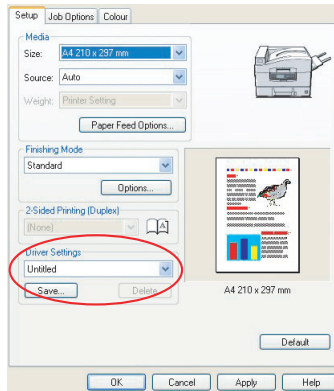 Setup Job Options Colour
Media
Size: A4 210 x 297 mm
Source: Auto
Weight: Printer Setting
Paper Feed Options...
Finishing Mode
Standard
Options...
2-Sided Printing (Duplex)
(None)
A
Driver Settings
Untitled
Save... Delete
A4 210 x 297 mm
Default
OK Cancel Apply Help